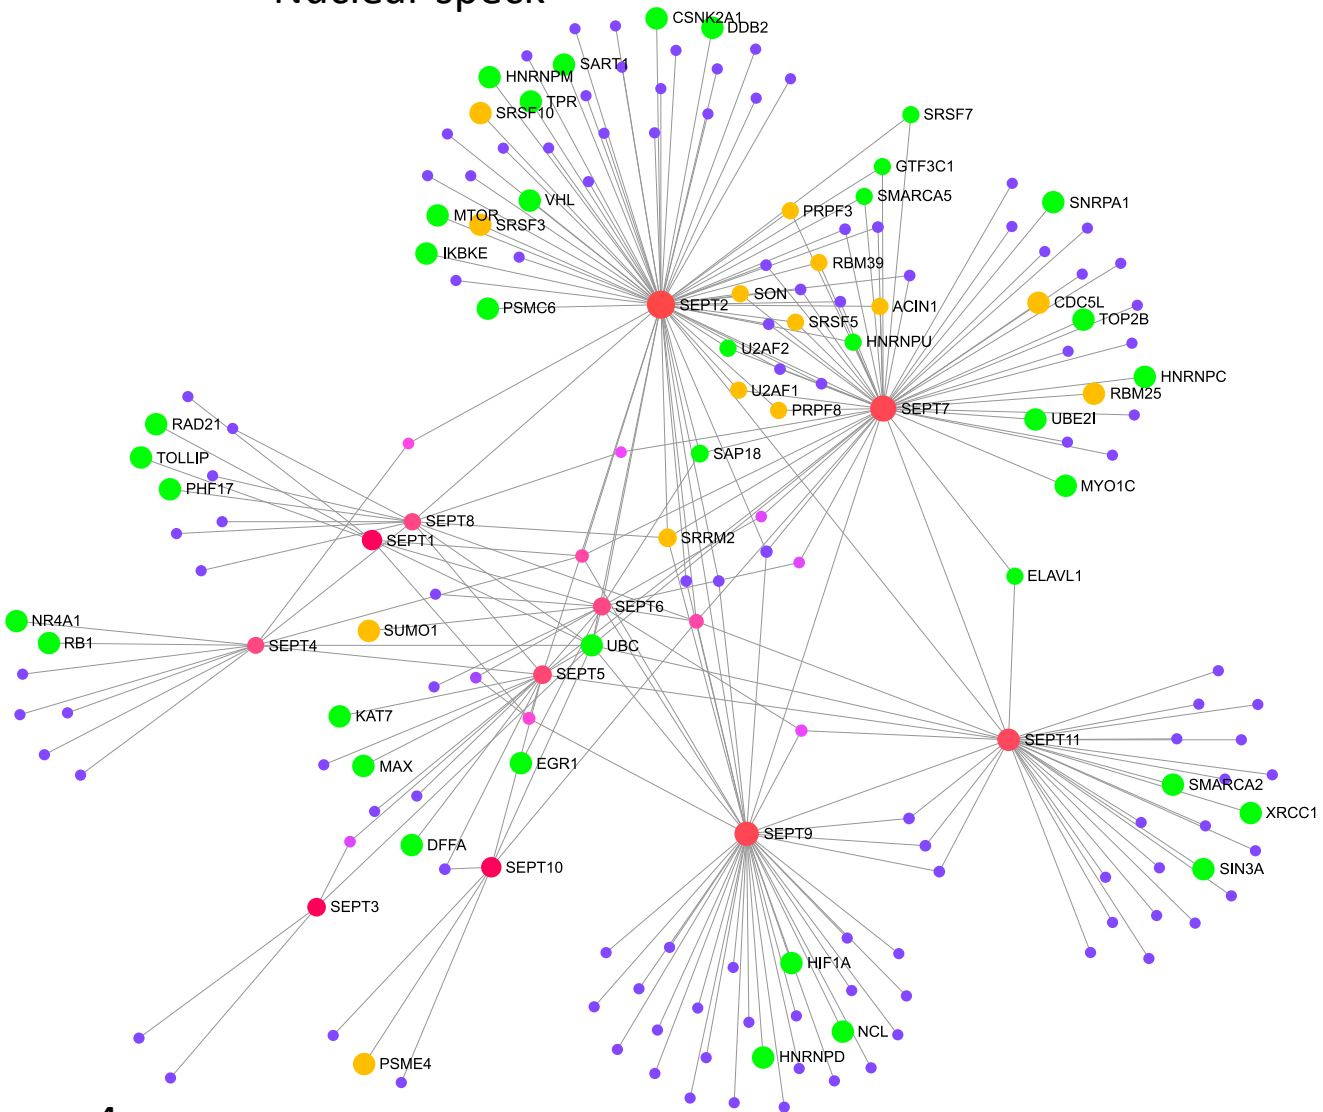 Nuclear speck
CSNK2A1
DDB2
SART1
HNRNPM
TPR
SRSF10
SRSF7
GTF3C1
VHL
SMARCA5
SNRPA1
MTOR
PRPF3
SRSF3
IKBKE
RBM39
SON
CDC5L
SEPT2
ACIN1
PSMC6
TOP2B
SRSF5
HNRNPU
U2AF2
HNRNPC
U2AF1
RBM25
PRPF8
SEPT7
UBE2I
RAD21
SAP18
TOLLIP
PHF17
MYO1C
SEPT8
SRRM2
SEPT1
ELAVL1
SEPT6
NR4A1
SUMO1
RB1
SEPT4
UBC
SEPT5
KAT7
SEPT11
EGR1
MAX
SMARCA2
XRCC1
SEPT9
DFFA
SEPT10
SIN3A
SEPT3
HIF1A
NCL
HNRNPD
PSME4